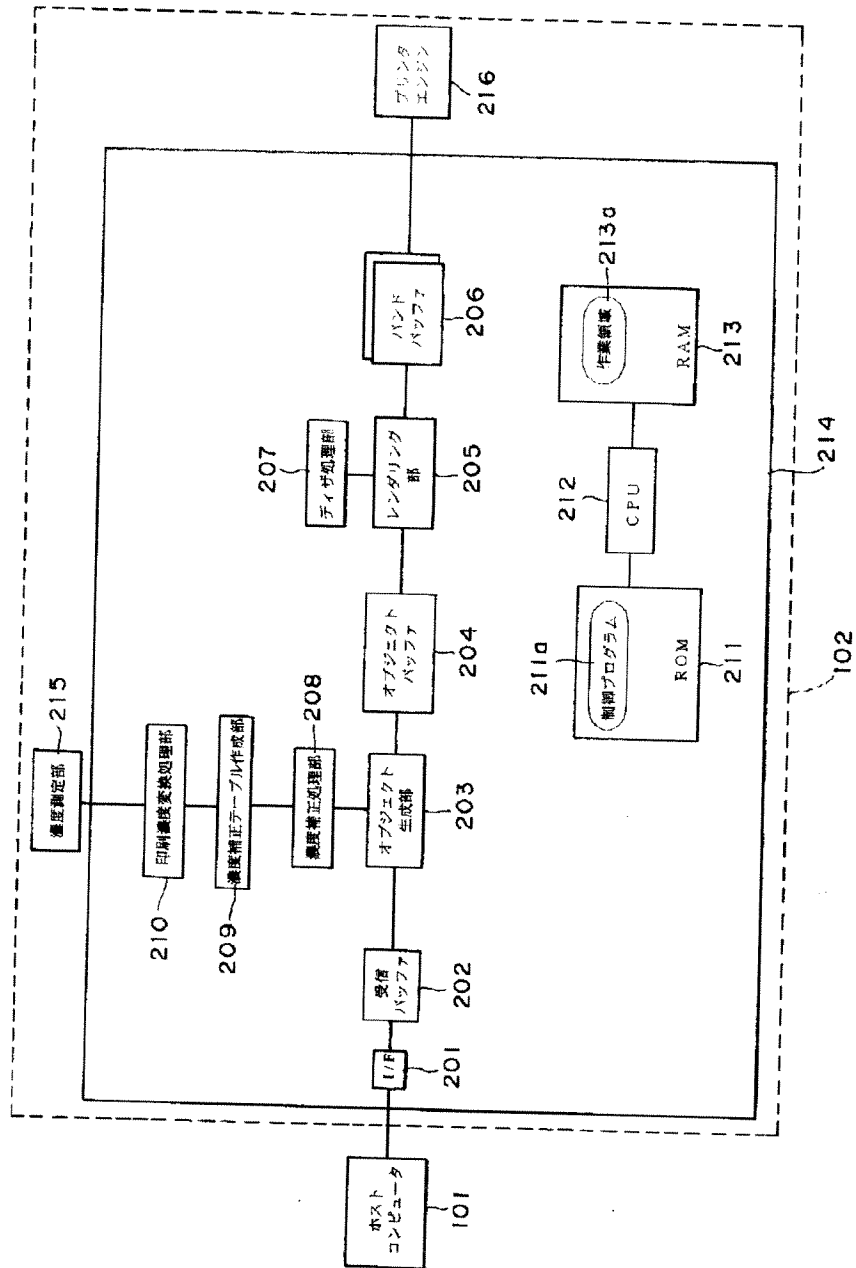 ホスト
コンピュータ
101
I/F
201
受信
バッファ
202
オブジェクト
生成部
203
オブジェクト
バッファ
204
レンダリング
部
205
バンド
バッファ
206
プリンタ
エンジン
216
濃度測定部
215
印刷濃度変換処理部
210
濃度補正テーブル作成部
209
濃度補正処理部
208
ディザ処理部
207
制御プログラム
211a
ROM
211
CPU
212
作業領域
213a
RAM
213
214
102